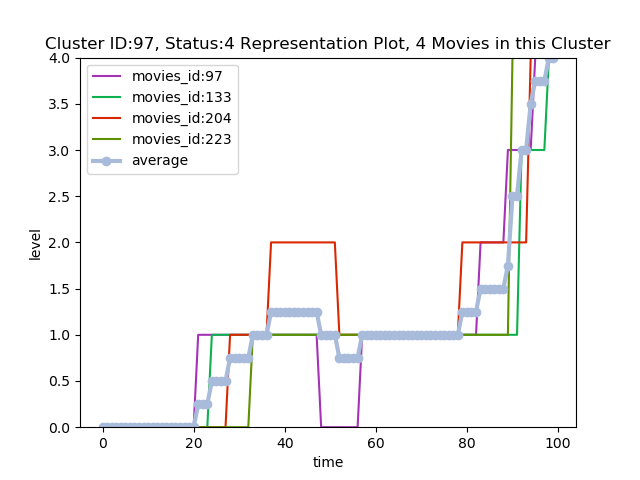 Cluster ID:97, Status:4 Representation Plot, 4 Movies in this Cluster
movies_id:97
movies_id:133
movies_id:204
movies_id:223
average
4.0
3.5
3.0
2.5
2.0
1.5
1.0
0.5
0.0
level
0 20 40 60 80 100
time